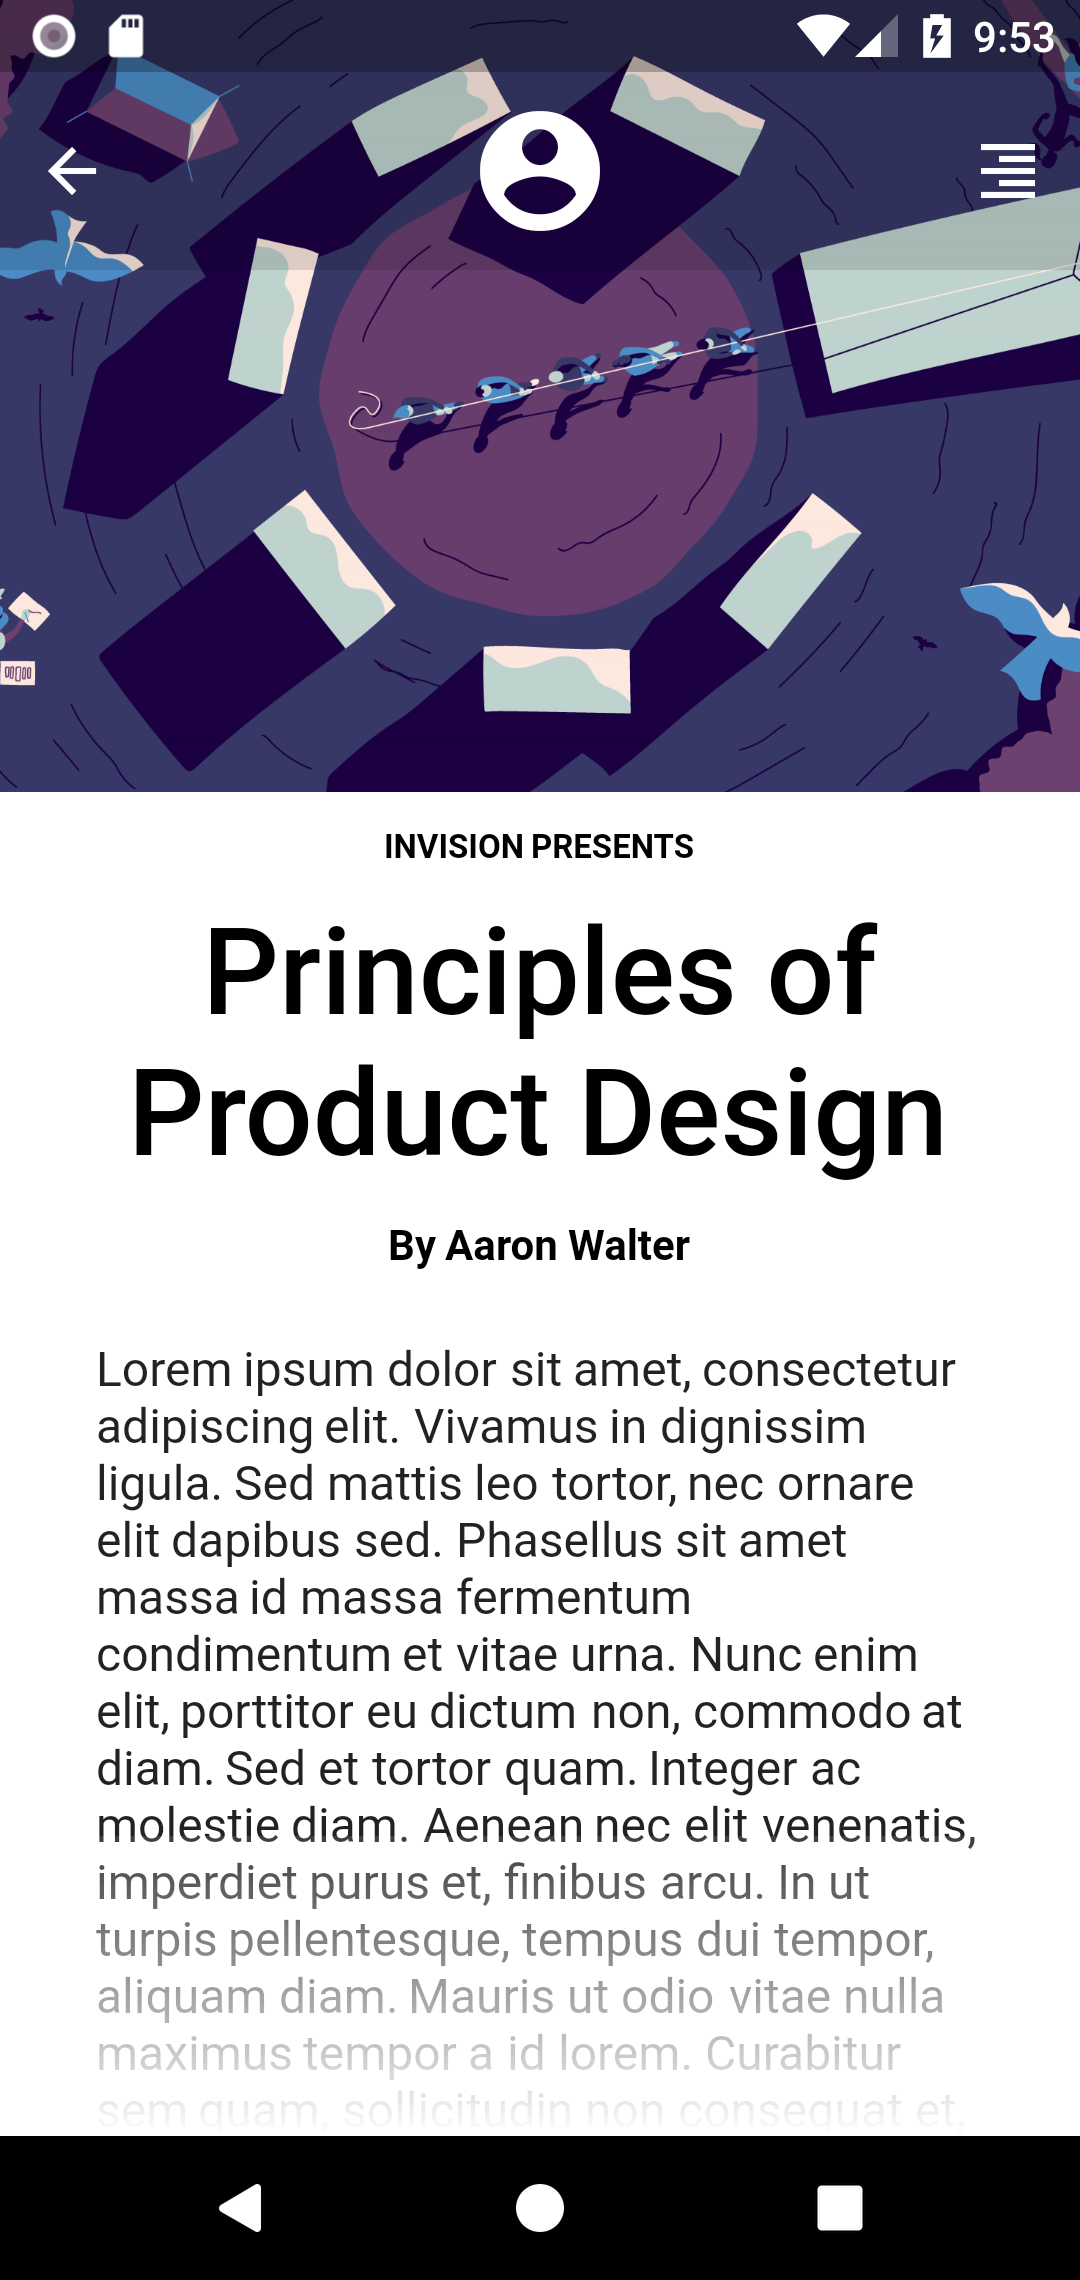 9:53
INVISION PRESENTS
Principles of
Product Design
By Aaron Walter
Lorem ipsum dolor sit amet, consectetur
adipiscing elit. Vivamus in dignissim
ligula. Sed mattis leo tortor, nec ornare
elit dapibus sed. Phasellus sit amet
massa id massa fermentum
condimentum et vitae urna. Nunc enim
elit, porttitor eu dictum non, commodo at
diam. Sed et tortor quam. Integer ac
molestie diam. Aenean nec elit venenatis,
imperdiet purus et, finibus arcu. In ut
turpis pellentesque, tempus dui tempor,
aliquam diam. Mauris ut odio vitae nulla
maximus tempor a id lorem. Curabitur
sem quam, sollicitudin non consequat et,